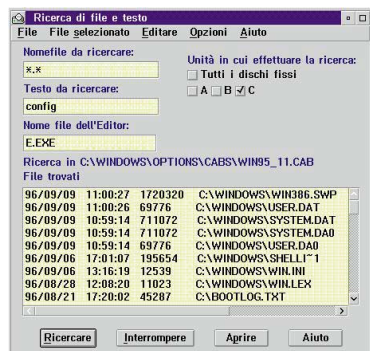 Ricerca di file e testo
File File selezionato Editare Opzioni Aiuto
Nomefile da ricercare:
*.*
Unità in cui effettuare la ricerca:
Tutti i dischi fissi
A B C
Testo da ricercare:
config
Nome file dell'Editor:
E.EXE
Ricerca in C:\WINDOWS\OPTIONS\CABS\WIN95_11.CAB
File trovati
96/09/09 11:00:27 1720320 C:\WINDOWS\WIN386.SWP
96/09/09 11:00:26 69776 C:\WINDOWS\USER.DAT
96/09/09 10:59:14 711072 C:\WINDOWS\SYSTEM.DAT
96/09/09 10:59:14 711072 C:\WINDOWS\SYSTEM.DA0
96/09/09 10:59:14 69776 C:\WINDOWS\USER.DA0
96/09/06 17:01:07 195654 C:\WINDOWS\SHELLI~1
96/09/06 13:16:19 12539 C:\WINDOWS\WIN.INI
96/08/28 12:08:20 11023 C:\WINDOWS\WIN.LEX
96/08/21 17:20:02 45287 C:\BOOTLOG.TXT
Ricercare Interrompere Aprire Aiuto